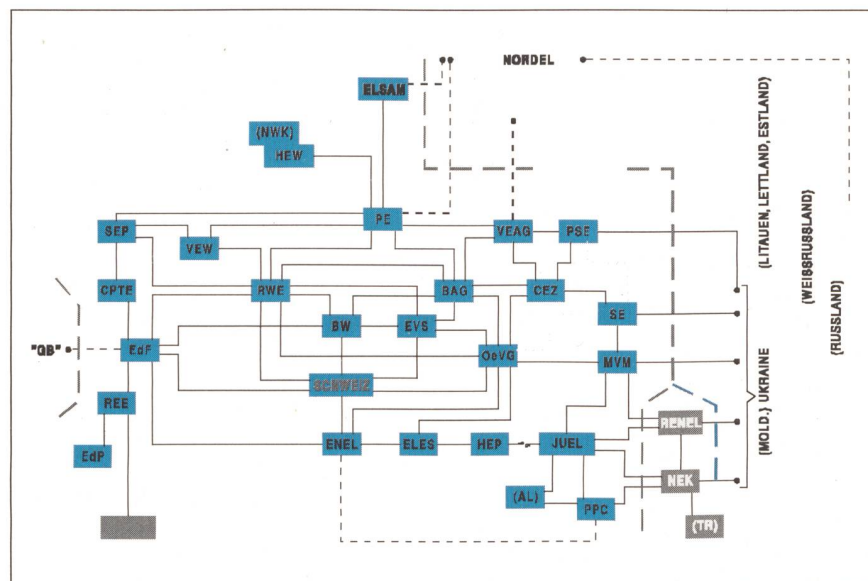 NORDEL
ELSAM
(NWK)
HEW
PE
SEP
VEW
VEAG
PSE
CPTE
RWE
BAG
CEZ
BW
EVS
SE
"GB"
EdF
OeVG
MVM
SCHWEIZ
REE
RENEL
EdP
ENEL
ELES
HEP
JUEL
NEK
(AL)
PPC
(TR)
(LITAUEN, LETTLAND, ESTLAND)
(WEISSRUSSLAND)
{RUSSLAND}
(MOLD.) UKRAINE